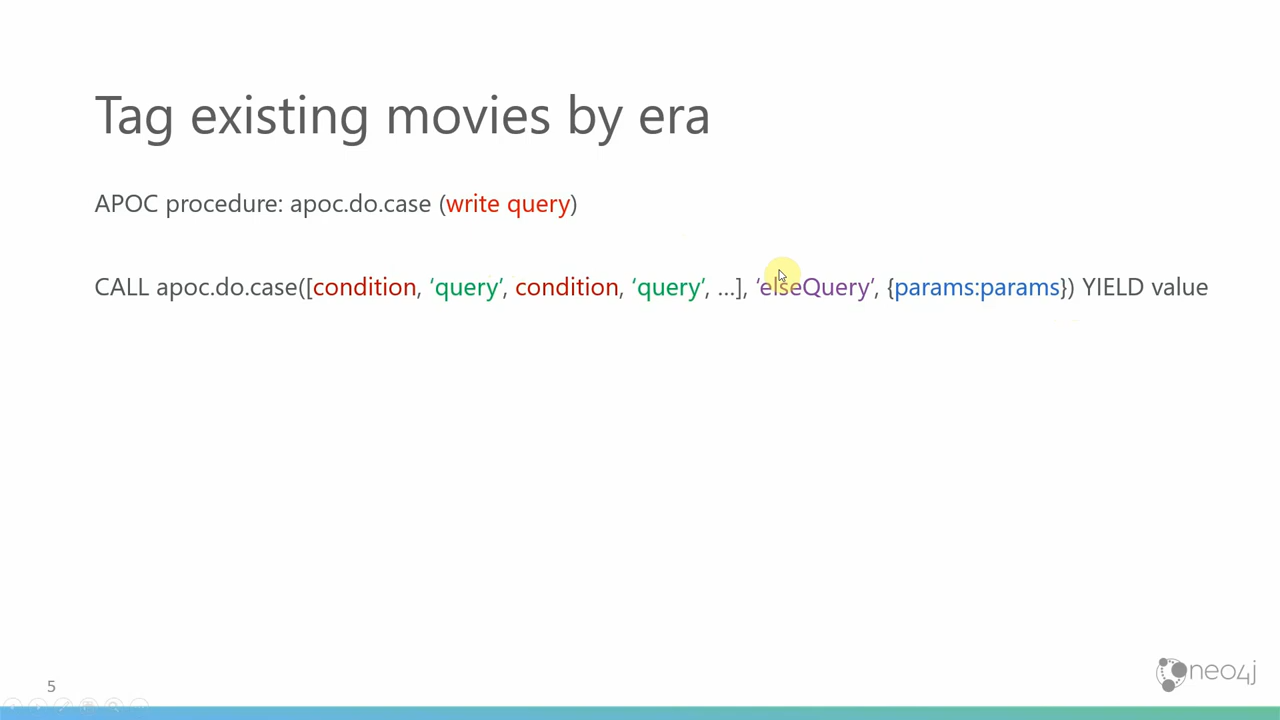 Tag existing movies by era
APOC procedure: apoc.do.case (write query)
CALL apoc.do.case([condition, ‘query’, condition, ‘query’, …], ‘elseQuery’, {params:params}) YIELD value
neo4j
5